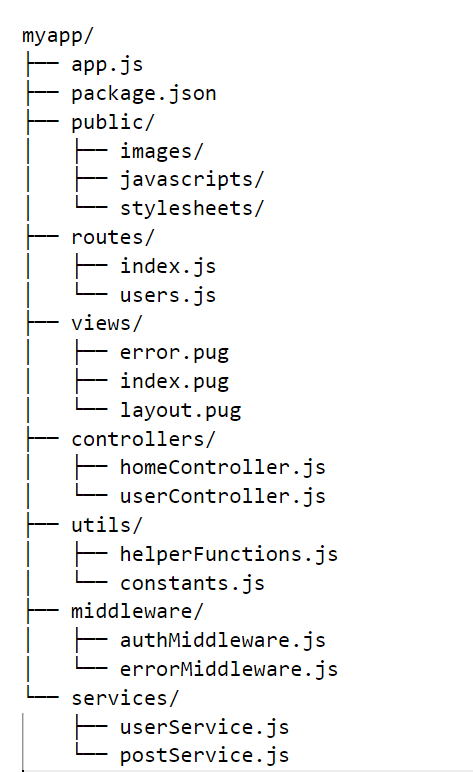 myapp/
├── app.js
├── package.json
├── public/
│   ├── images/
│   ├── javascripts/
│   └── stylesheets/
├── routes/
│   ├── index.js
│   └── users.js
├── views/
│   ├── error.pug
│   ├── index.pug
│   └── layout.pug
├── controllers/
│   ├── homeController.js
│   └── userController.js
├── utils/
│   ├── helperFunctions.js
│   └── constants.js
├── middleware/
│   ├── authMiddleware.js
│   └── errorMiddleware.js
└── services/
    ├── userService.js
    └── postService.js